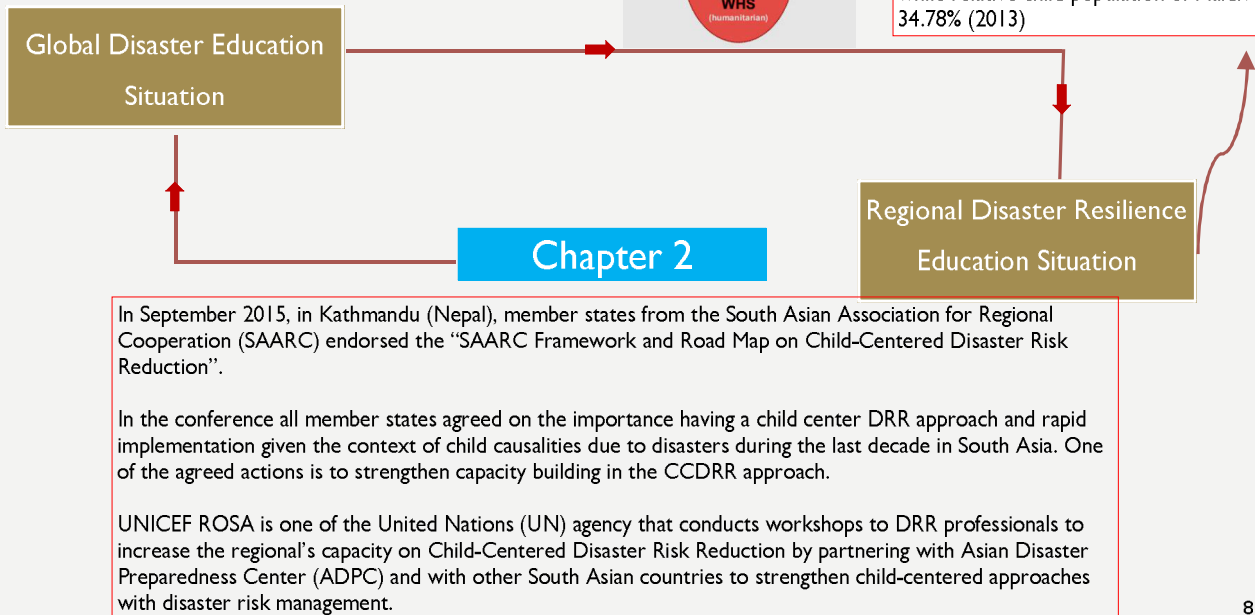 WHS
(humanitarian)
34.78% (2013)
Global Disaster Education
Situation
Regional Disaster Resilience
Education Situation
Chapter 2
In September 2015, in Kathmandu (Nepal), member states from the South Asian Association for Regional
Cooperation (SAARC) endorsed the “SAARC Framework and Road Map on Child-Centered Disaster Risk
Reduction”.
In the conference all member states agreed on the importance having a child center DRR approach and rapid
implementation given the context of child causalities due to disasters during the last decade in South Asia. One
of the agreed actions is to strengthen capacity building in the CCDRR approach.
UNICEF ROSA is one of the United Nations (UN) agency that conducts workshops to DRR professionals to
increase the regional’s capacity on Child-Centered Disaster Risk Reduction by partnering with Asian Disaster
Preparedness Center (ADPC) and with other South Asian countries to strengthen child-centered approaches
with disaster risk management.
8